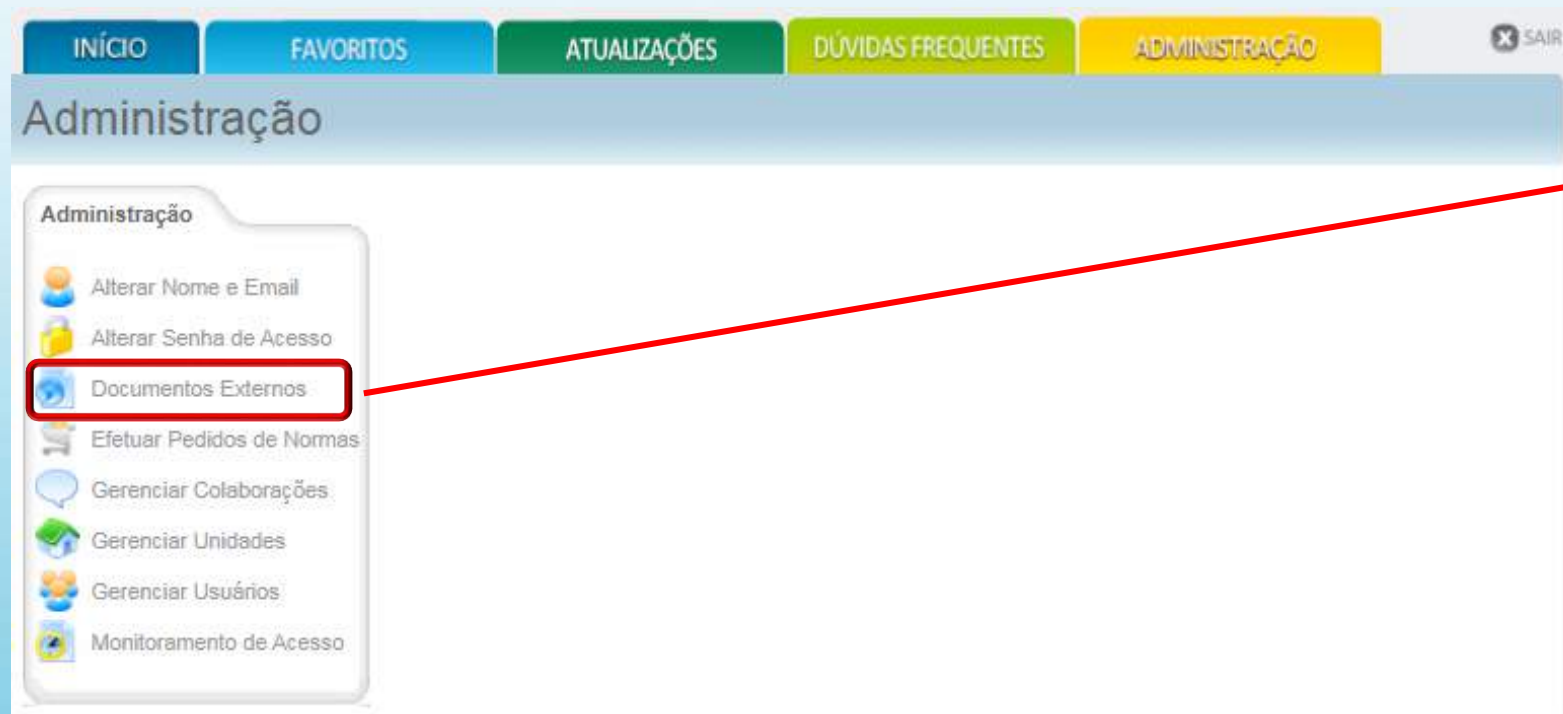 INÍCIO FAVORITOS ATUALIZAÇÕES DÚVIDAS FREQUENTES ADMINISTRAÇÃO SAIR
Administração
Administração
Alterar Nome e Email
Alterar Senha de Acesso
Documentos Externos
Efetuar Pedidos de Normas
Gerenciar Colaborações
Gerenciar Unidades
Gerenciar Usuários
Monitoramento de Acesso